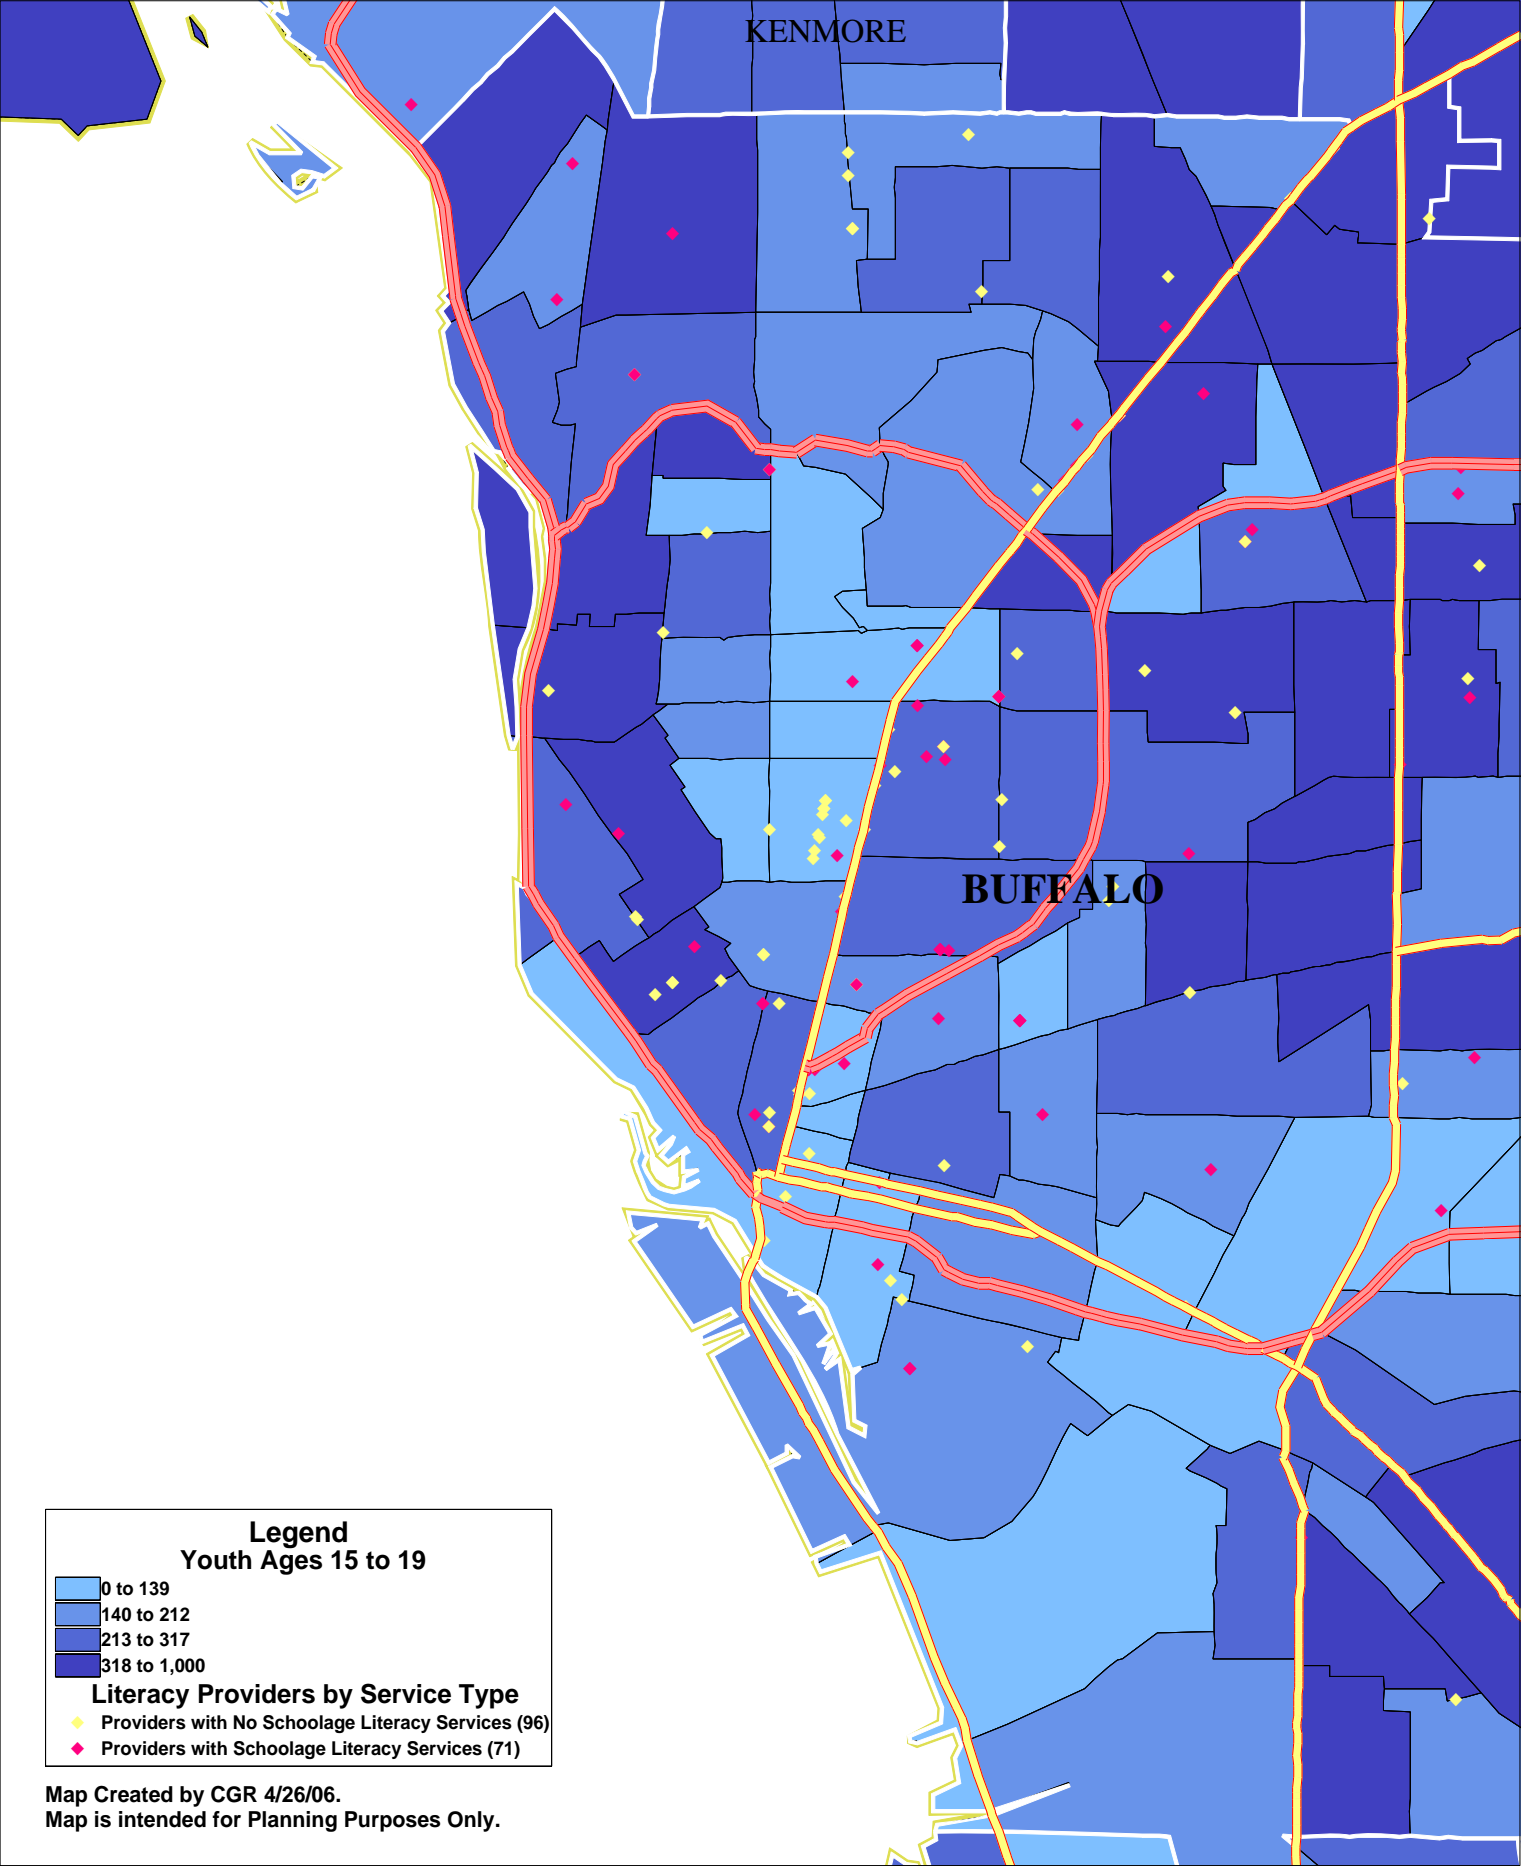 KENMORE
BUFFALO
Legend
Youth Ages 15 to 19
0 to 139
140 to 212
213 to 317
318 to 1,000
Literacy Providers by Service Type
Providers with No Schoolage Literacy Services (96)
Providers with Schoolage Literacy Services (71)
Map Created by CGR 4/26/06.
Map is intended for Planning Purposes Only.